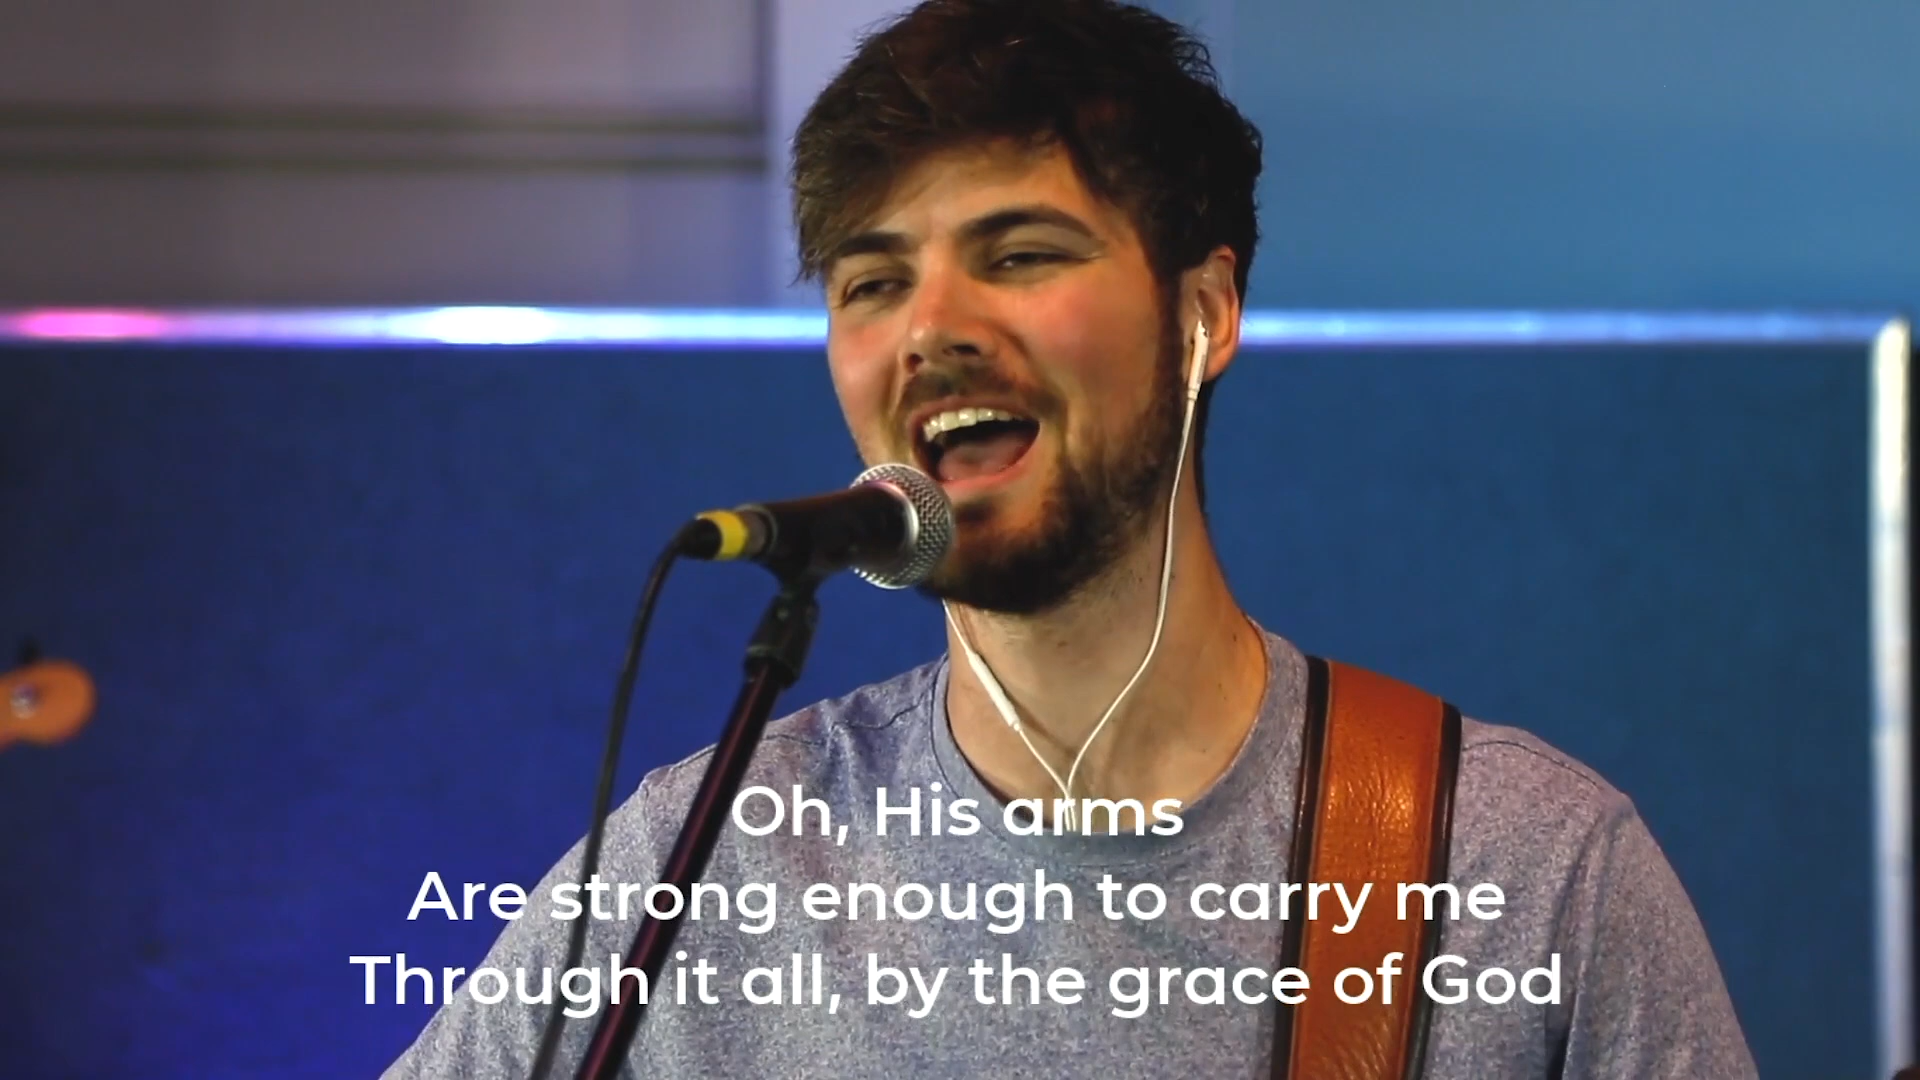 Oh, His arms
Are strong enough to carry me
Through it all, by the grace of God